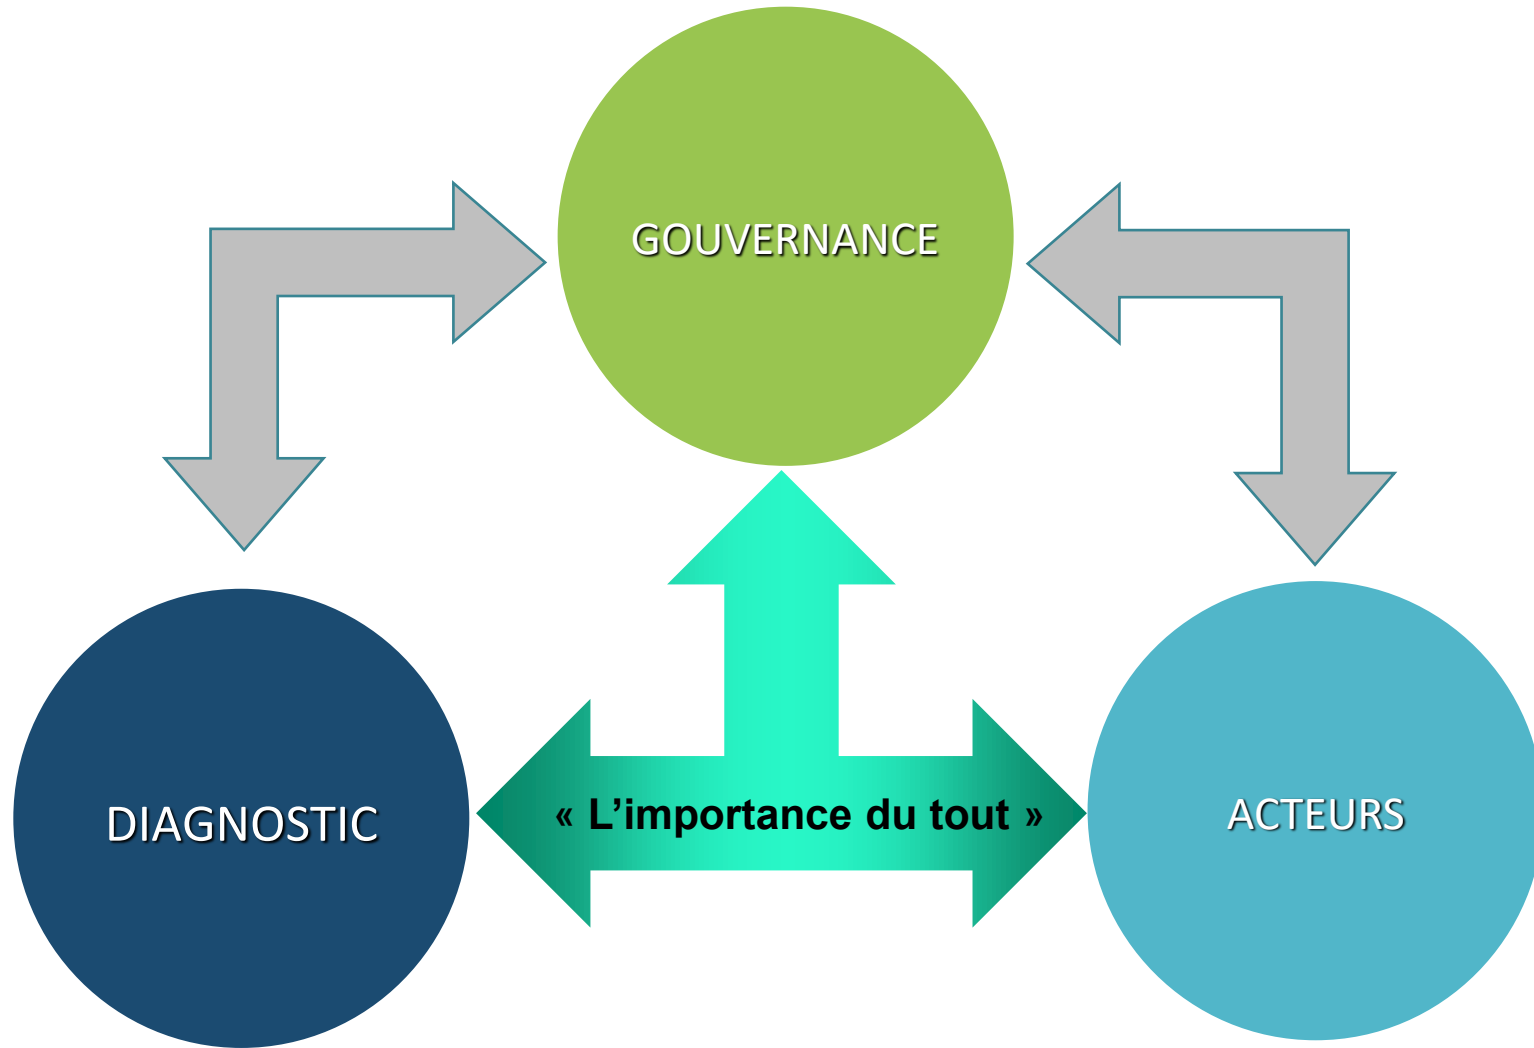 GOUVERNANCE
DIAGNOSTIC
« L’importance du tout »
ACTEURS